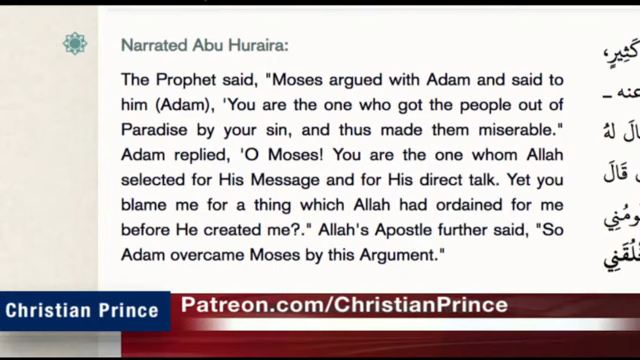 Narrated Abu Huraira:
The Prophet said, "Moses argued with Adam and said to
him (Adam), 'You are the one who got the people out of
Paradise by your sin, and thus made them miserable."
Adam replied, 'O Moses! You are the one whom Allah
selected for His Message and for His direct talk. Yet you
blame me for a thing which Allah had ordained for me
before He created me?." Allah's Apostle further said, "So
Adam overcame Moses by this Argument."
كَثِيرٍ،
عنه ـ
الَ لَهُ
قَالَ
Christian Prince
Patreon.com/ChristianPrince